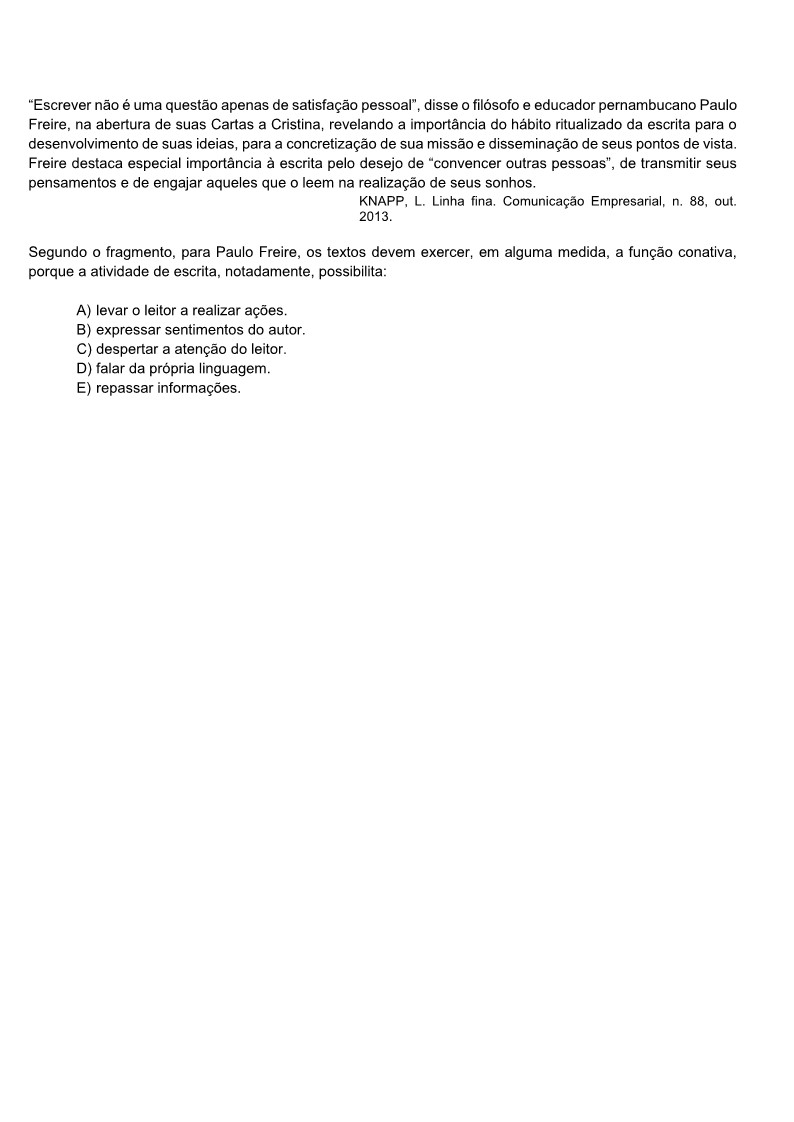 “Escrever não é uma questão apenas de satisfação pessoal”, disse o filósofo e educador pernambucano Paulo
Freire, na abertura de suas Cartas a Cristina, revelando a importância do hábito ritualizado da escrita para o
desenvolvimento de suas ideias, para a concretização de sua missão e disseminação de seus pontos de vista.
Freire destaca especial importância à escrita pelo desejo de “convencer outras pessoas”, de transmitir seus
pensamentos e de engajar aqueles que o leem na realização de seus sonhos.
KNAPP, L. Linha fina. Comunicação Empresarial, n. 88, out.
2013.
Segundo o fragmento, para Paulo Freire, os textos devem exercer, em alguma medida, a função conativa,
porque a atividade de escrita, notadamente, possibilita:
A) levar o leitor a realizar ações.
B) expressar sentimentos do autor.
C) despertar a atenção do leitor.
D) falar da própria linguagem.
E) repassar informações.